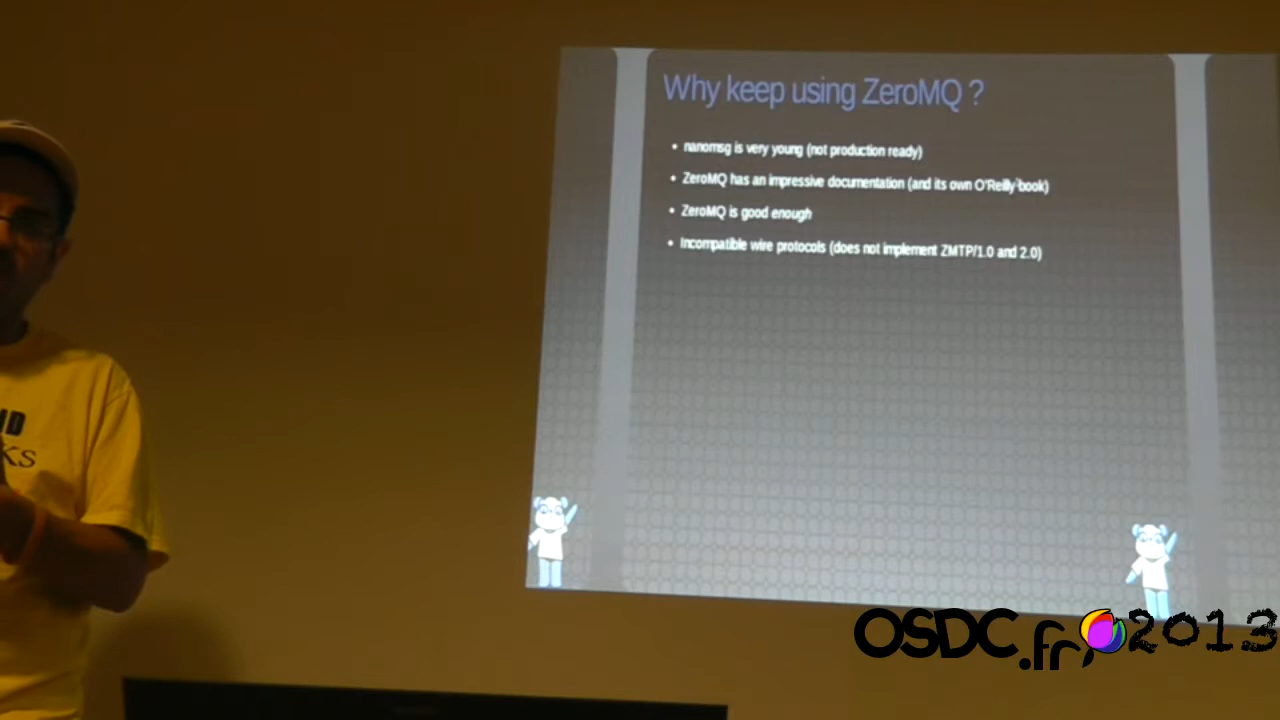 Why keep using ZeroMQ ?
• nanomsg is very young (not production ready)
• ZeroMQ has an impressive documentation (and its own O'Reilly book)
• ZeroMQ is good enough
• Incompatible wire protocols (does not implement ZMTP/1.0 and 2.0)
OSDC.fr 2013